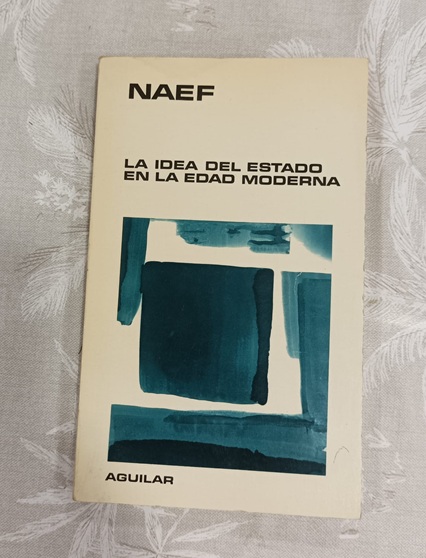 NAEF
LA IDEA DEL ESTADO
EN LA EDAD MODERNA
AGUILAR